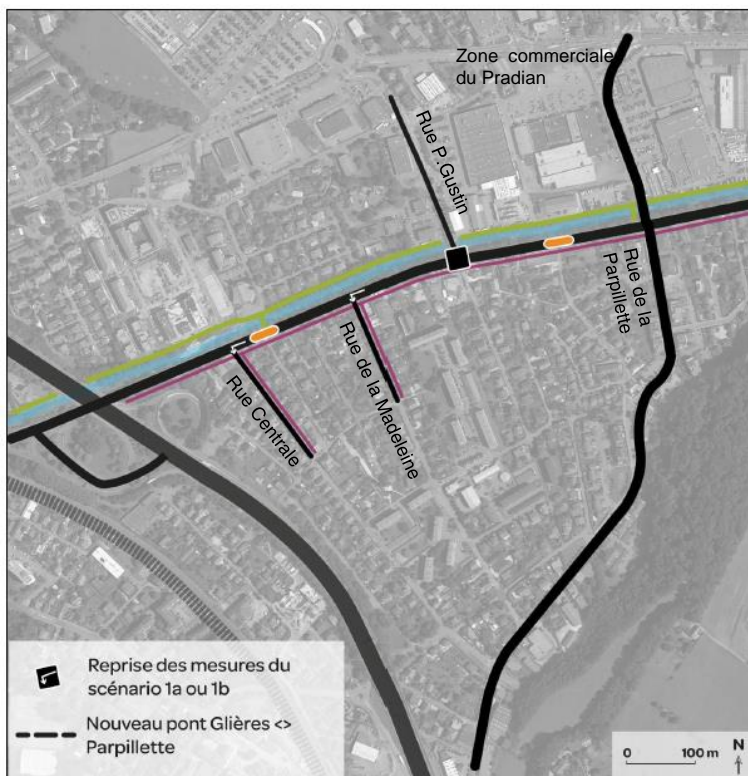 Zone commerciale
du Pradian
Rue P.Gustin
Rue de la
Parpillette
Rue de la Madeleine
Rue Centrale
Reprise des mesures du
scénario 1a ou 1b
Nouveau pont Glières <>
Parpillette
0 100 m
N